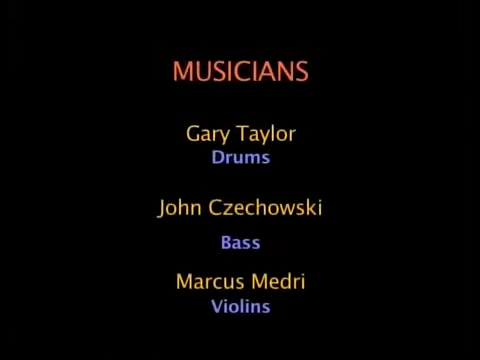 MUSICIANS
Gary Taylor
Drums
John Czechowski
Bass
Marcus Medri
Violins